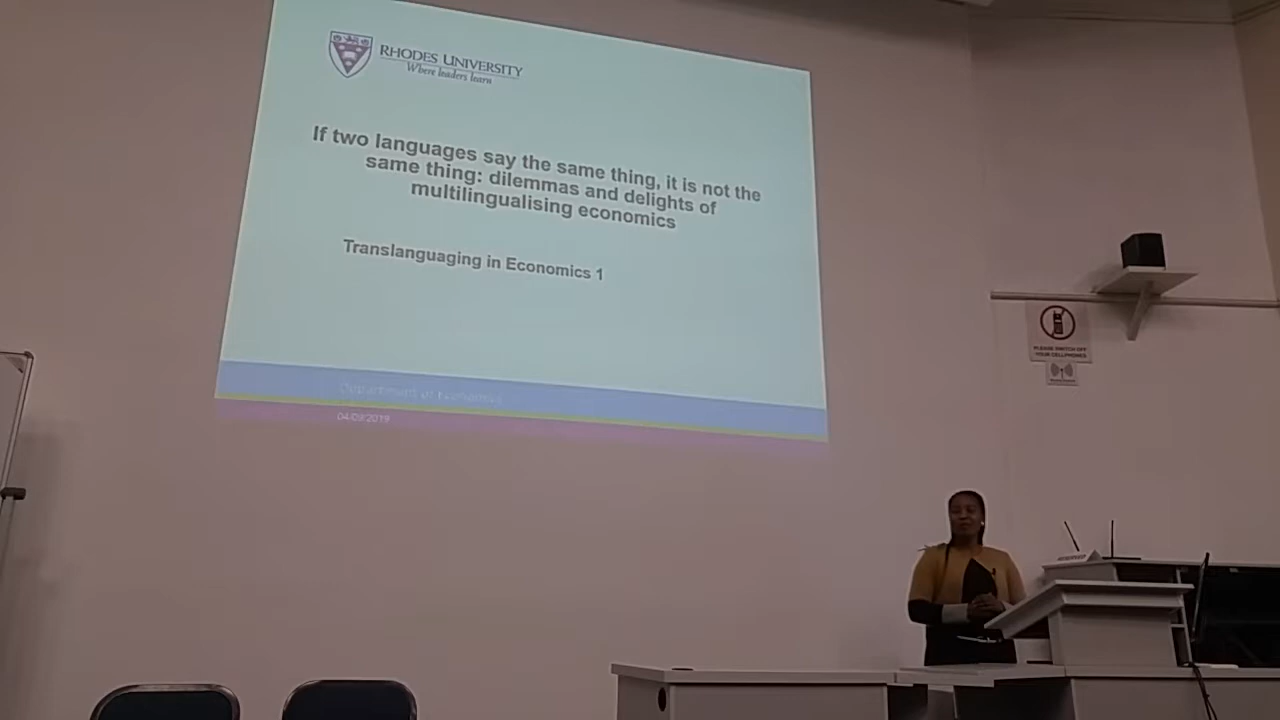 RHODES UNIVERSITY
Where leaders learn
If two languages say the same thing, it is not the
same thing: dilemmas and delights of
multilingualising economics
Translanguaging in Economics 1
Department of Economics
04/03/2019
PLEASE SWITCH OFF
YOUR CELLPHONES